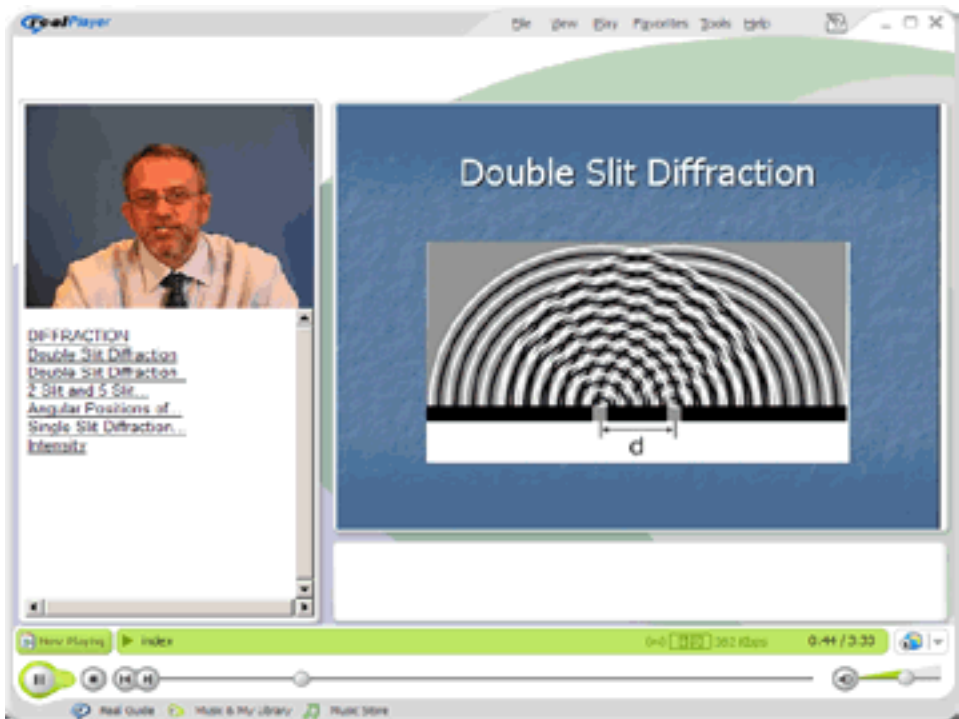 realPlayer
File View Play Favorites Tools Help
Double Slit Diffraction
d
DIFFRACTION
Double Slit Diffraction
Double Slit Diffraction...
2 Slit and 5 Slit...
Angular Positions of...
Single Slit Diffraction...
Intensity
Now Playing index 0:44 / 3:33
Real Guide Music & My Library Music Store